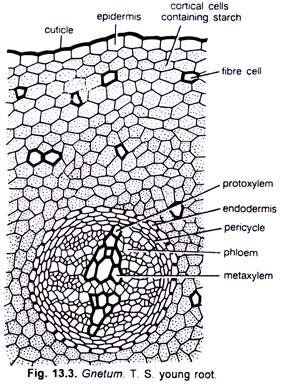 cortical cells
containing starch
epidermis
cuticle
fibre cell
protoxylem
endodermis
pericycle
phloem
metaxylem
Fig. 13.3. Gnetum. T. S. young root.